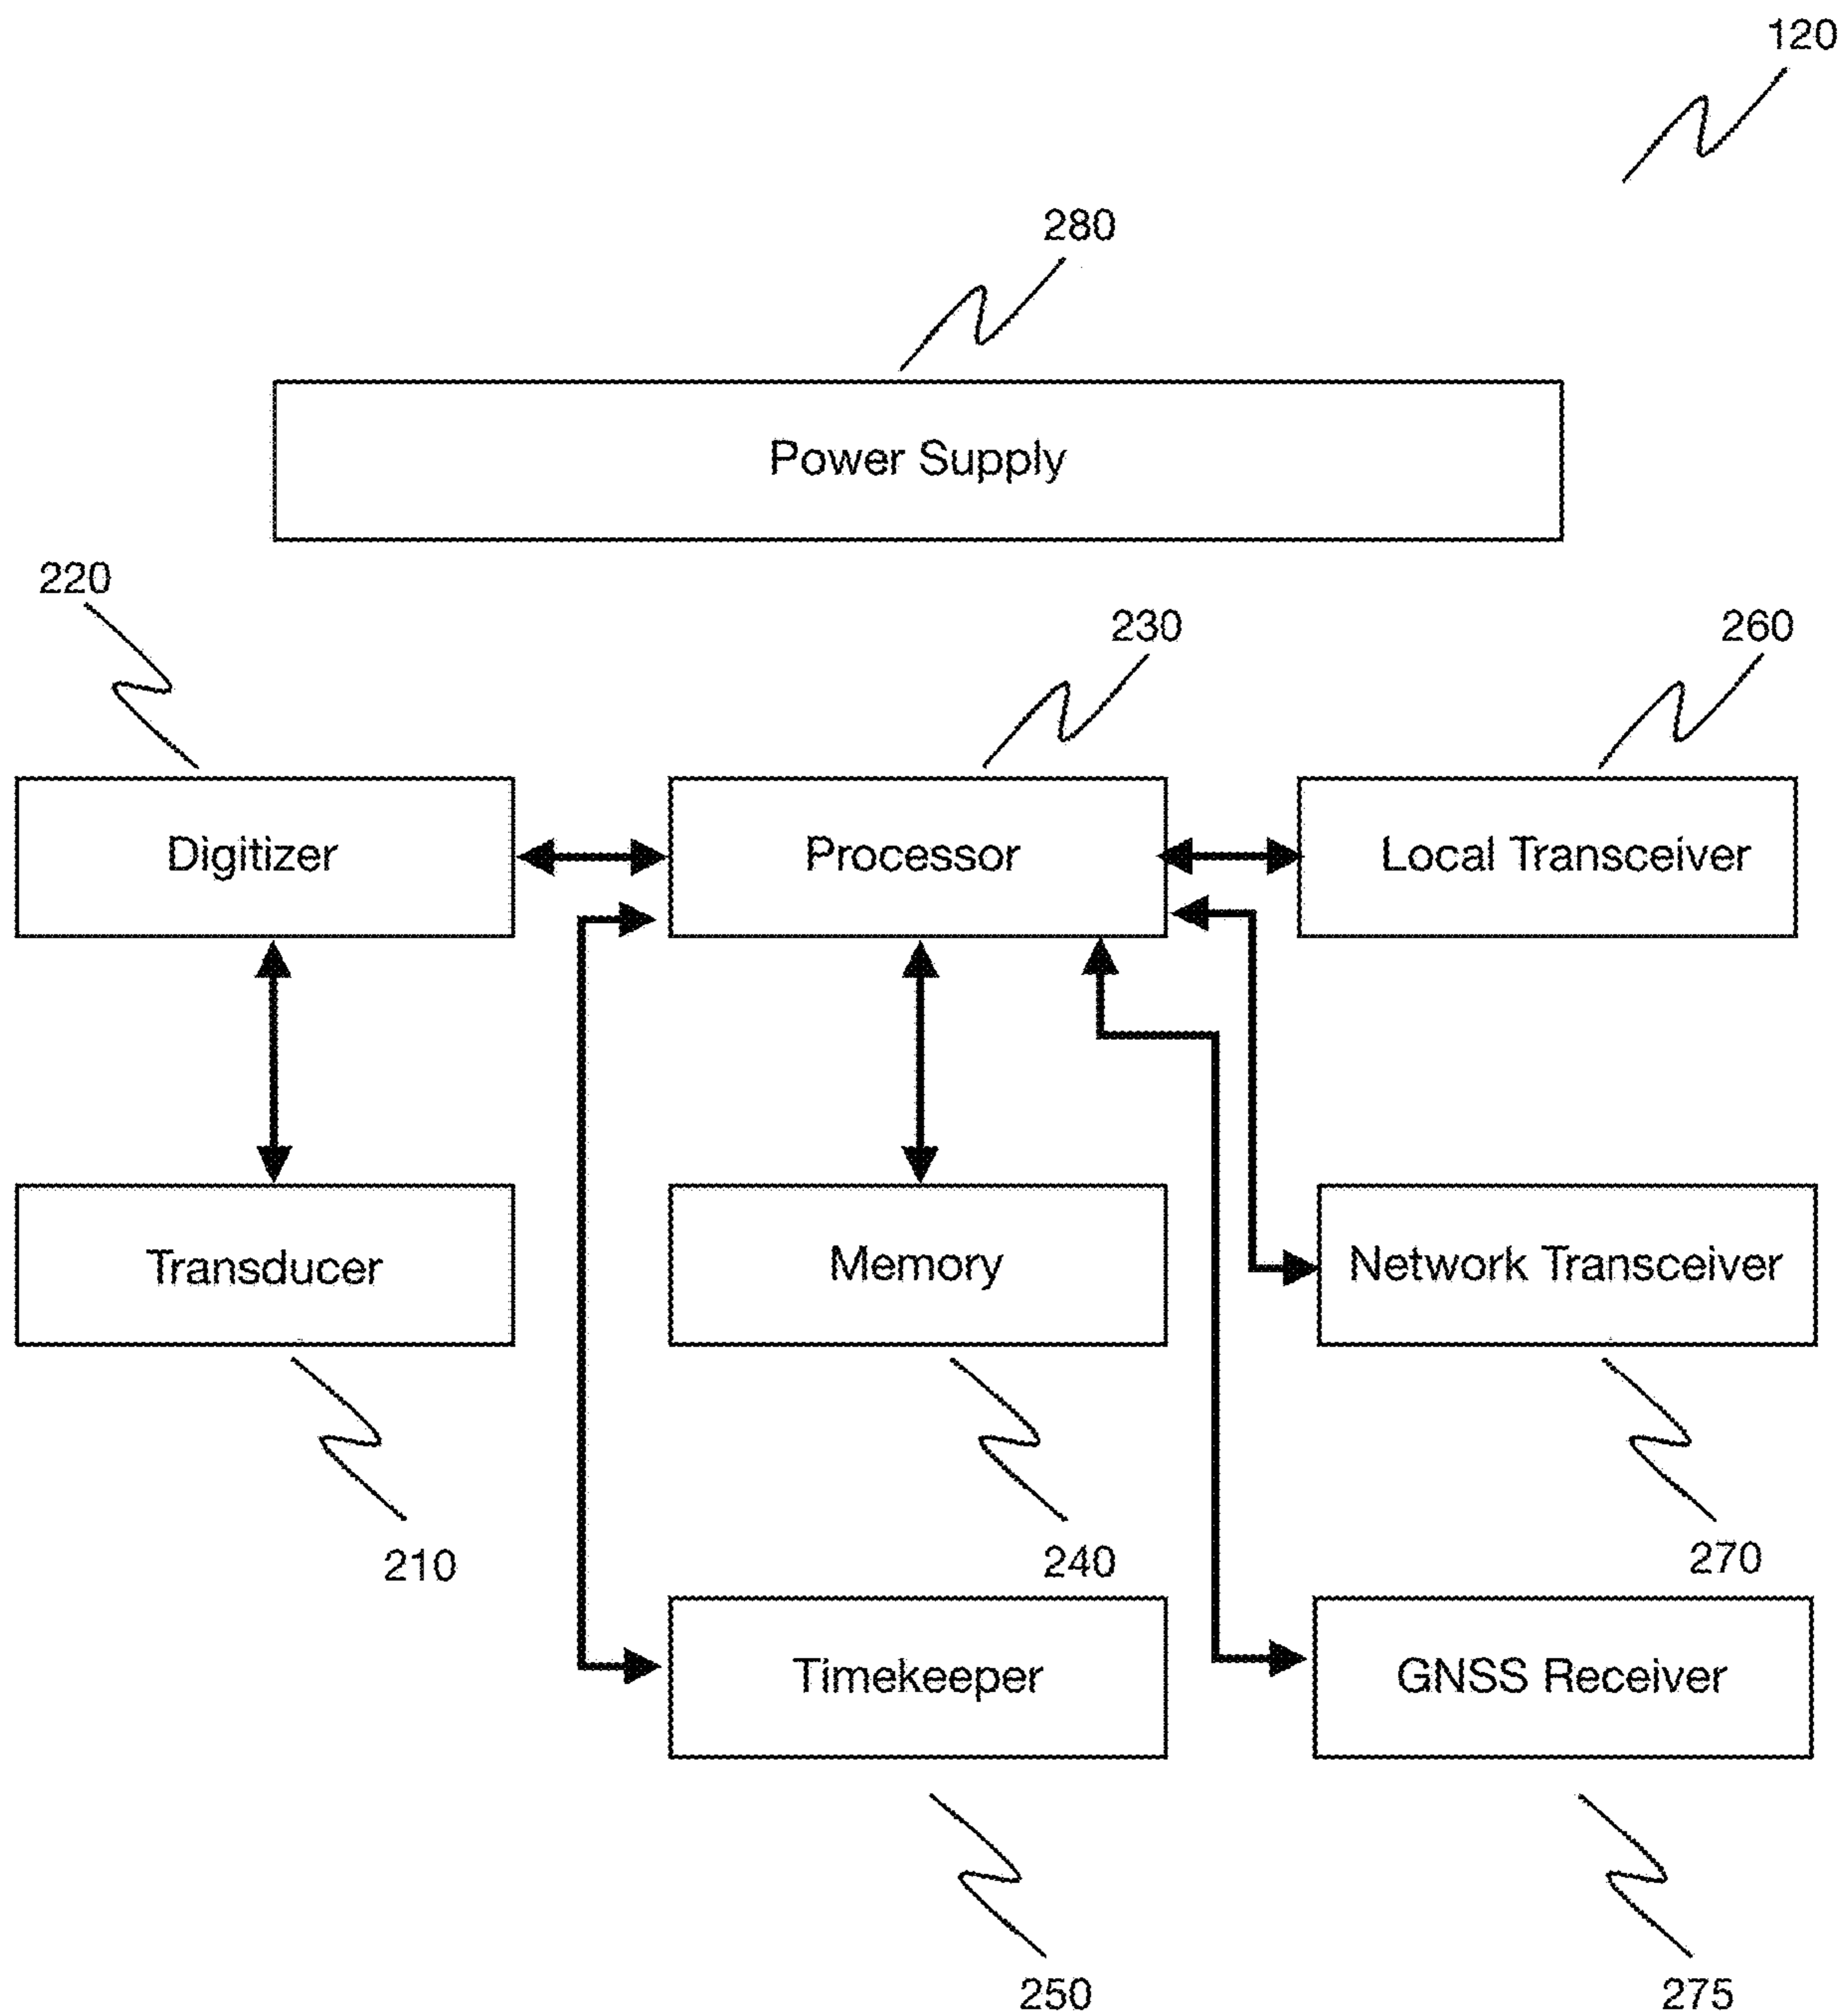 120
280
Power Supply
220
230
260
Digitizer
Processor
Local Transceiver
Transducer
Memory
Network Transceiver
210
240
270
Timekeeper
GNSS Receiver
250
275